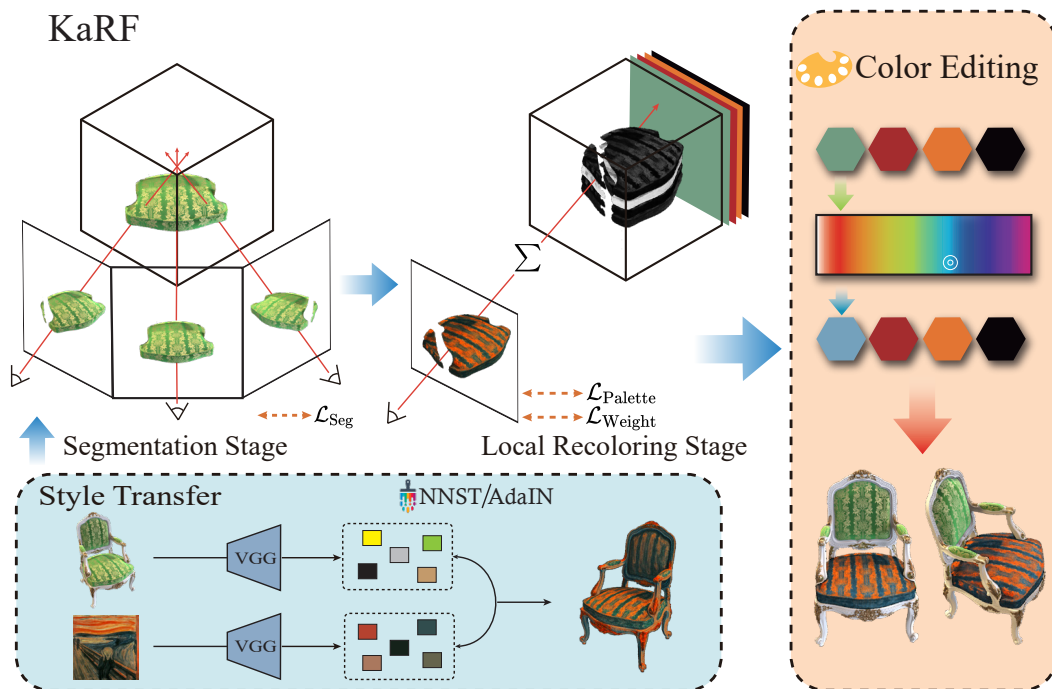 KaRF
Color Editing
Σ
ℒSeg
ℒPalette
ℒWeight
Segmentation Stage
Local Recoloring Stage
Style Transfer
NNST/AdaIN
VGG
VGG